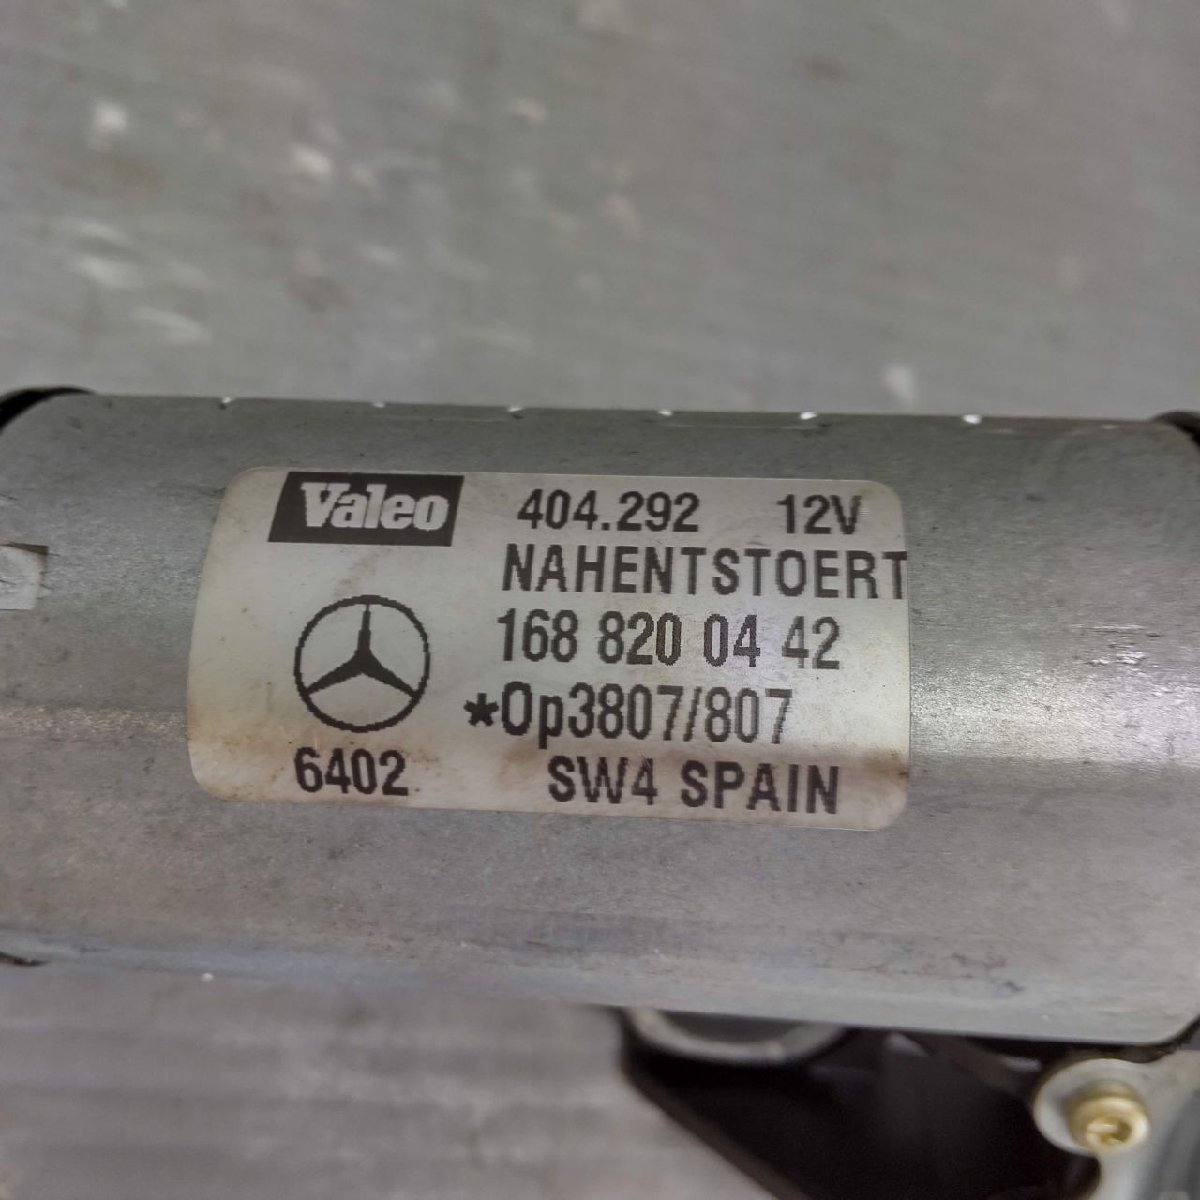 Valeo 404.292 12V
NAHENTSTOERT
168 820 04 42
*0p3807/807
6402 SW4 SPAIN